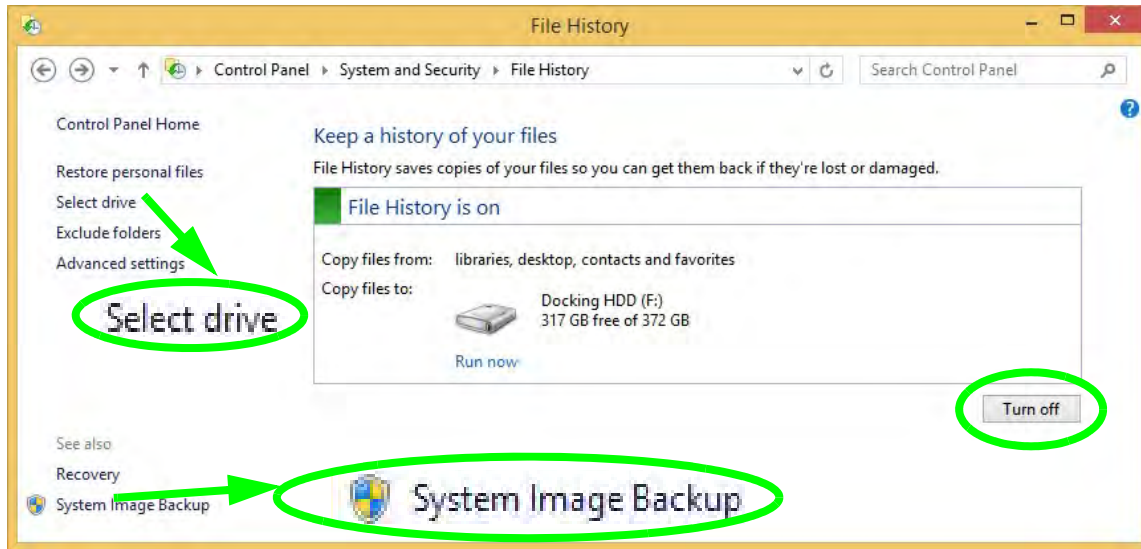 File History
Control Panel ▸ System and Security ▸ File History
Search Control Panel
Control Panel Home
Restore personal files
Select drive
Exclude folders
Advanced settings
Select drive
See also
Recovery
System Image Backup
Keep a history of your files
File History saves copies of your files so you can get them back if they're lost or damaged.
File History is on
Copy files from: libraries, desktop, contacts and favorites
Copy files to:
Docking HDD (F:)
317 GB free of 372 GB
Run now
Turn off
System Image Backup